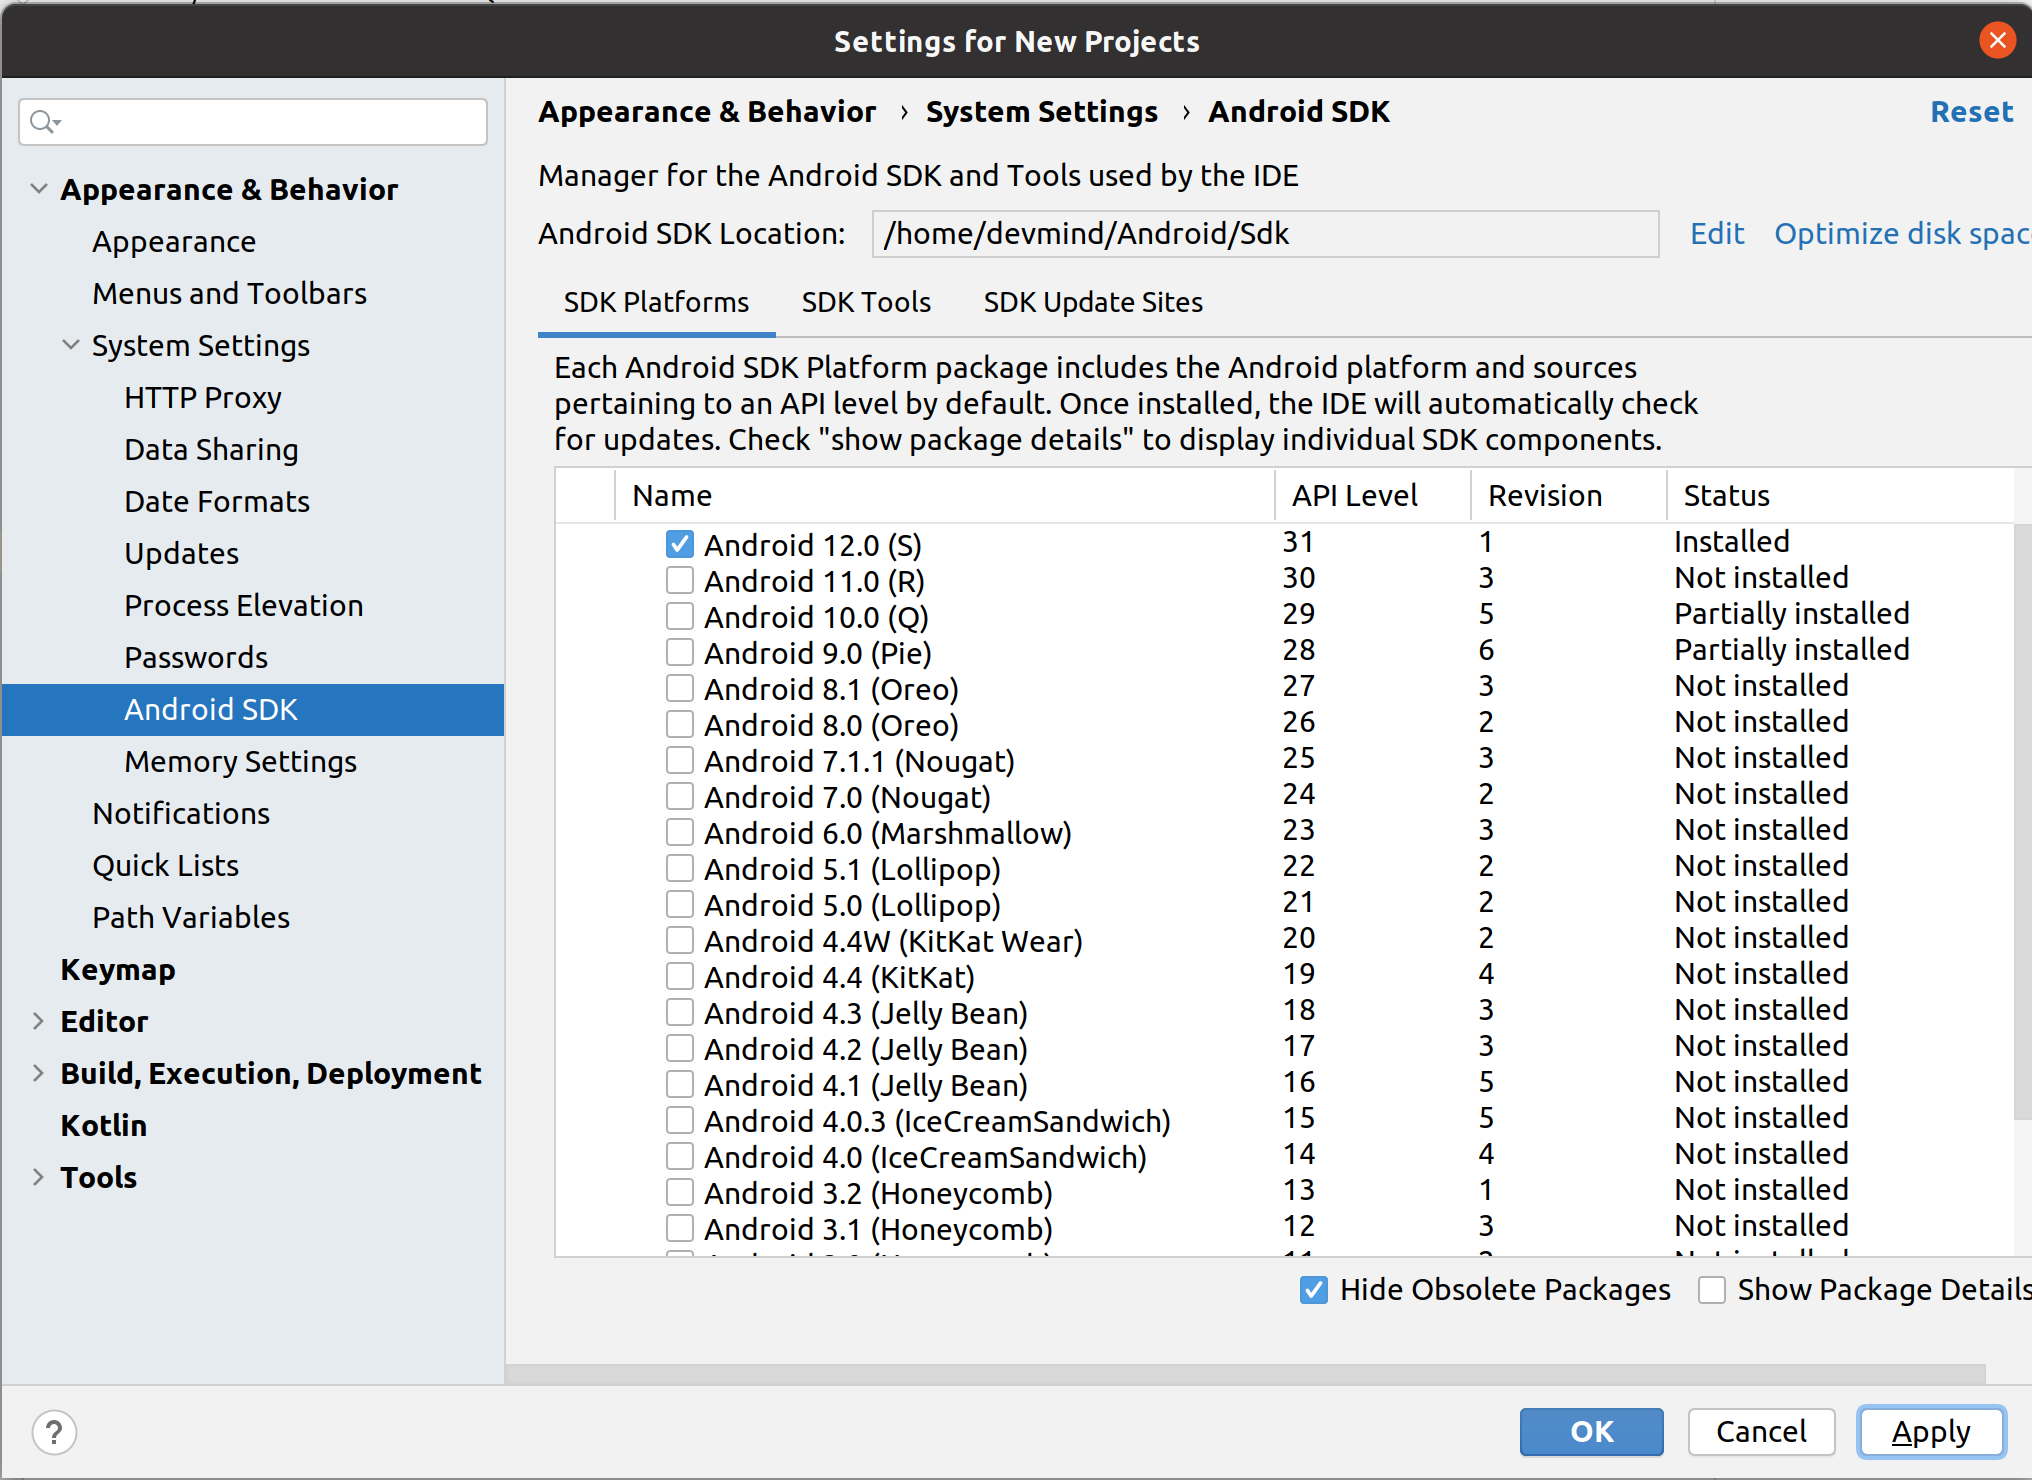 Settings for New Projects
Appearance & Behavior
Appearance
Menus and Toolbars
System Settings
HTTP Proxy
Data Sharing
Date Formats
Updates
Process Elevation
Passwords
Android SDK
Memory Settings
Notifications
Quick Lists
Path Variables
Keymap
Editor
Build, Execution, Deployment
Kotlin
Tools
Appearance & Behavior › System Settings › Android SDK Reset
Manager for the Android SDK and Tools used by the IDE
Android SDK Location: /home/devmind/Android/Sdk Edit Optimize disk
SDK Platforms SDK Tools SDK Update Sites
Each Android SDK Platform package includes the Android platform and sources
pertaining to an API level by default. Once installed, the IDE will automatically check
for updates. Check "show package details" to display individual SDK components.
Name API Level Revision Status
Android 12.0 (S) 31 1 Installed
Android 11.0 (R) 30 3 Not installed
Android 10.0 (Q) 29 5 Partially installed
Android 9.0 (Pie) 28 6 Partially installed
Android 8.1 (Oreo) 27 3 Not installed
Android 8.0 (Oreo) 26 2 Not installed
Android 7.1.1 (Nougat) 25 3 Not installed
Android 7.0 (Nougat) 24 2 Not installed
Android 6.0 (Marshmallow) 23 3 Not installed
Android 5.1 (Lollipop) 22 2 Not installed
Android 5.0 (Lollipop) 21 2 Not installed
Android 4.4W (KitKat Wear) 20 2 Not installed
Android 4.4 (KitKat) 19 4 Not installed
Android 4.3 (Jelly Bean) 18 3 Not installed
Android 4.2 (Jelly Bean) 17 3 Not installed
Android 4.1 (Jelly Bean) 16 5 Not installed
Android 4.0.3 (IceCreamSandwich) 15 5 Not installed
Android 4.0 (IceCreamSandwich) 14 4 Not installed
Android 3.2 (Honeycomb) 13 1 Not installed
Android 3.1 (Honeycomb) 12 3 Not installed
Hide Obsolete Packages Show Package Details
? OK Cancel Apply